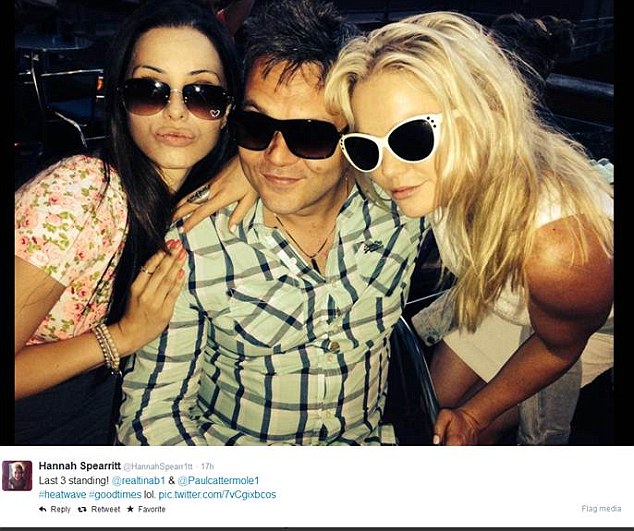 Hannah Spearritt @HannahSpear1tt · 17h
Last 3 standing! @realtinab1 & @Paulcattermole1
#heatwave #goodtimes lol. pic.twitter.com/7vCgixbcos
Reply Retweet Favorite Flag media